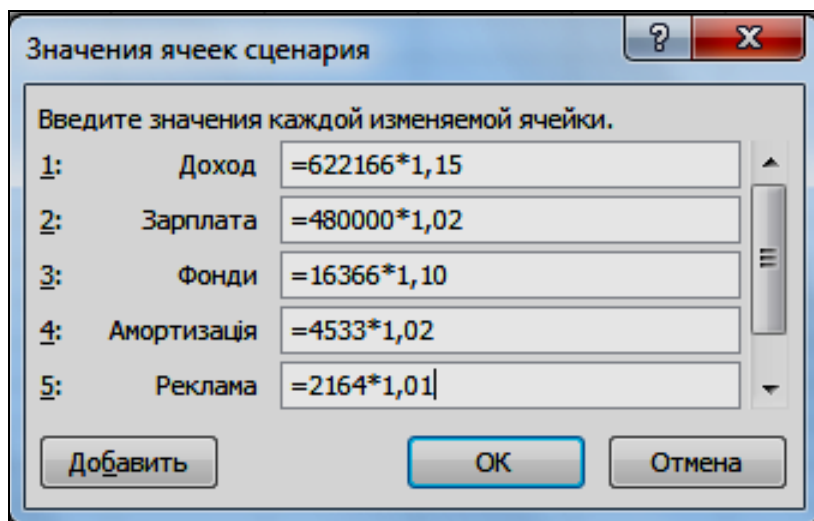 Значения ячеек сценария
Введите значения каждой изменяемой ячейки.
1: Доход =622166*1,15
2: Зарплата =480000*1,02
3: Фонди =16366*1,10
4: Амортизація =4533*1,02
5: Реклама =2164*1,01
Добавить ОК Отмена